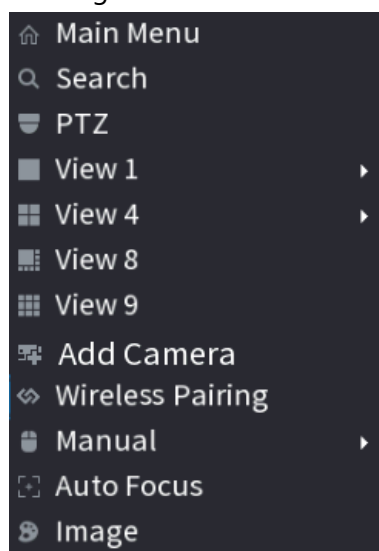 Main Menu
Search
PTZ
View 1
View 4
View 8
View 9
Add Camera
Wireless Pairing
Manual
Auto Focus
Image